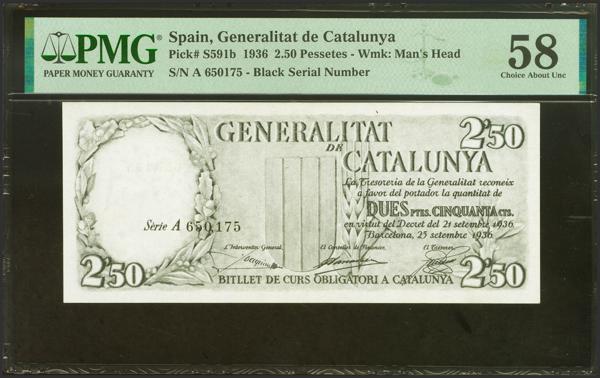 PMG
PAPER MONEY GUARANTY
Spain, Generalitat de Catalunya
Pick# S591b 1936 2.50 Pessetes - Wmk: Man's Head
S/N A 650175 - Black Serial Number
58
Choice About Unc
GENERALITAT
DE
CATALUNYA
2'50
La Tresoreria de la Generalitat reconeix
a favor del portador la quantitat de
DUES PTES. CINQUANTA CTS.
en virtut del Decret del 21 setembre 1936
Barcelona, 25 setembre 1936
Sèrie A 650,175
L'Interventor General, El Conseller de Finances, El Tresorer,
2'50
BITLLET DE CURS OBLIGATORI A CATALUNYA
2'50